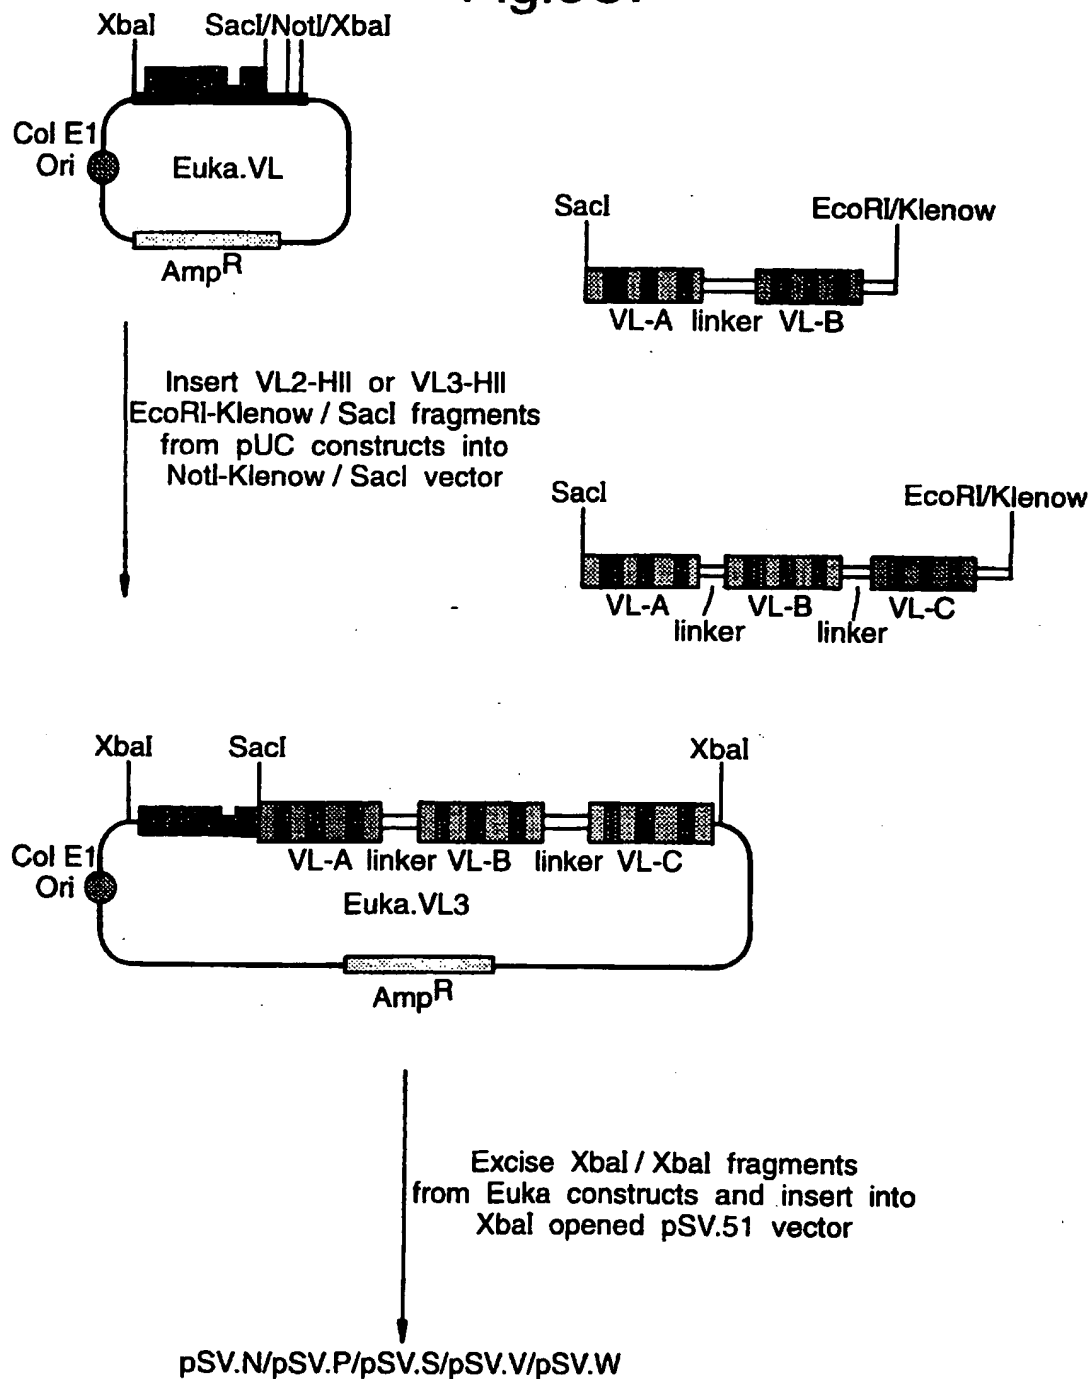 XbaI SacI/NotI/XbaI
Col E1
Ori
Euka.VL
Amp^R
SacI
EcoRI/Klenow
VL-A linker VL-B
Insert VL2-HII or VL3-HII
EcoRI-Klenow / SacI fragments
from pUC constructs into
NotI-Klenow / SacI vector
SacI
EcoRI/Klenow
VL-A VL-B VL-C
linker linker
XbaI SacI XbaI
Col E1
Ori
VL-A linker VL-B linker VL-C
Euka.VL3
Amp^R
Excise XbaI / XbaI fragments
from Euka constructs and insert into
XbaI opened pSV.51 vector
pSV.N/pSV.P/pSV.S/pSV.V/pSV.W